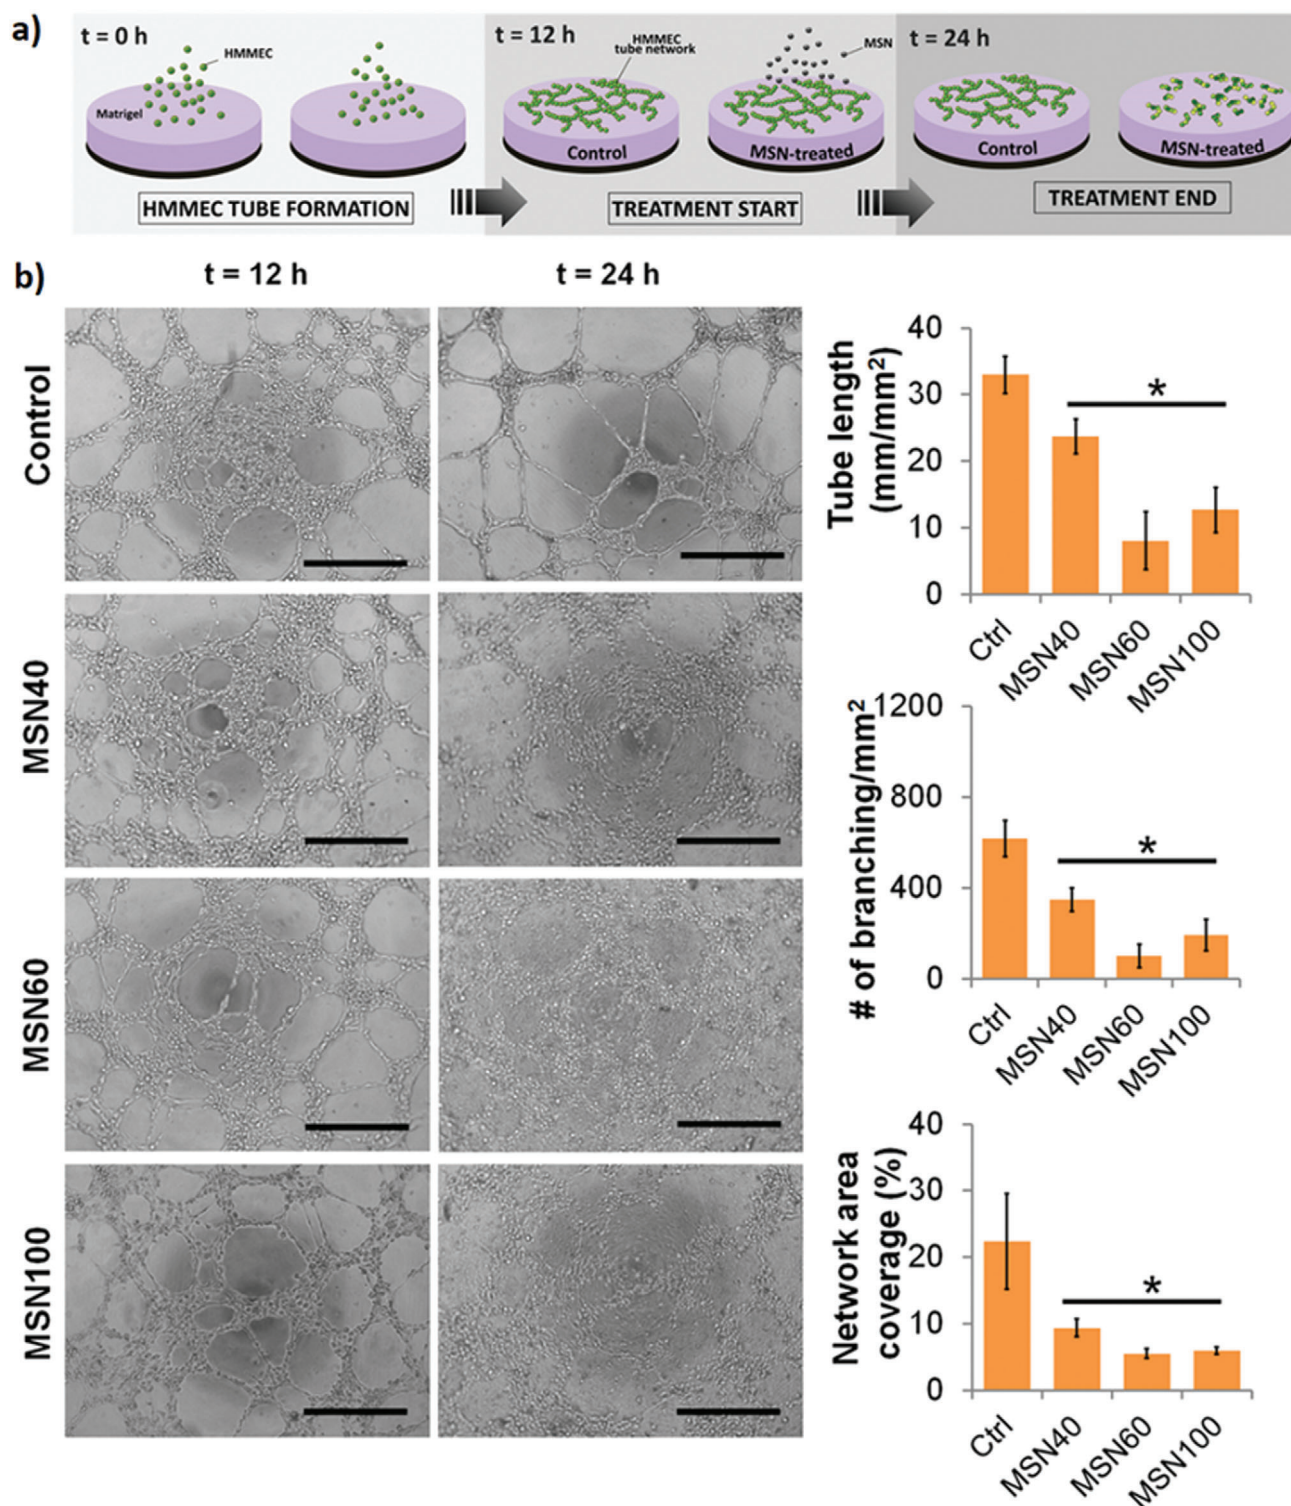 a)
t = 0 h
HMMEC
Matrigel
HMMEC TUBE FORMATION
t = 12 h
HMMEC
tube network
MSN
Control
MSN-treated
TREATMENT START
t = 24 h
Control
MSN-treated
TREATMENT END
b)
t = 12 h
t = 24 h
Control
MSN40
MSN60
MSN100
Tube length
(mm/mm²)
40
30
20
10
0
*
Ctrl
MSN40
MSN60
MSN100
# of branching/mm²
1200
800
400
0
*
Ctrl
MSN40
MSN60
MSN100
Network area
coverage (%)
40
30
20
10
0
*
Ctrl
MSN40
MSN60
MSN100